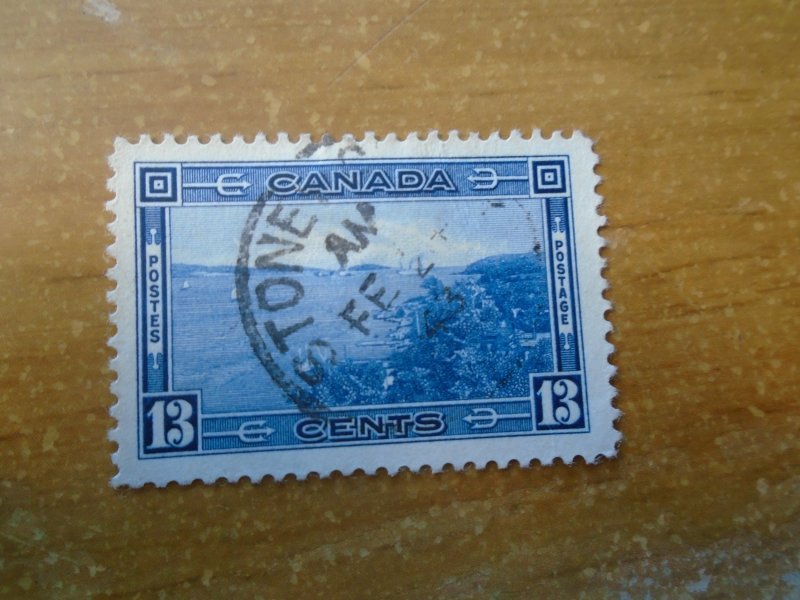 CANADA
POSTES
POSTAGE
13
CENTS
13
STONE
AM
FE